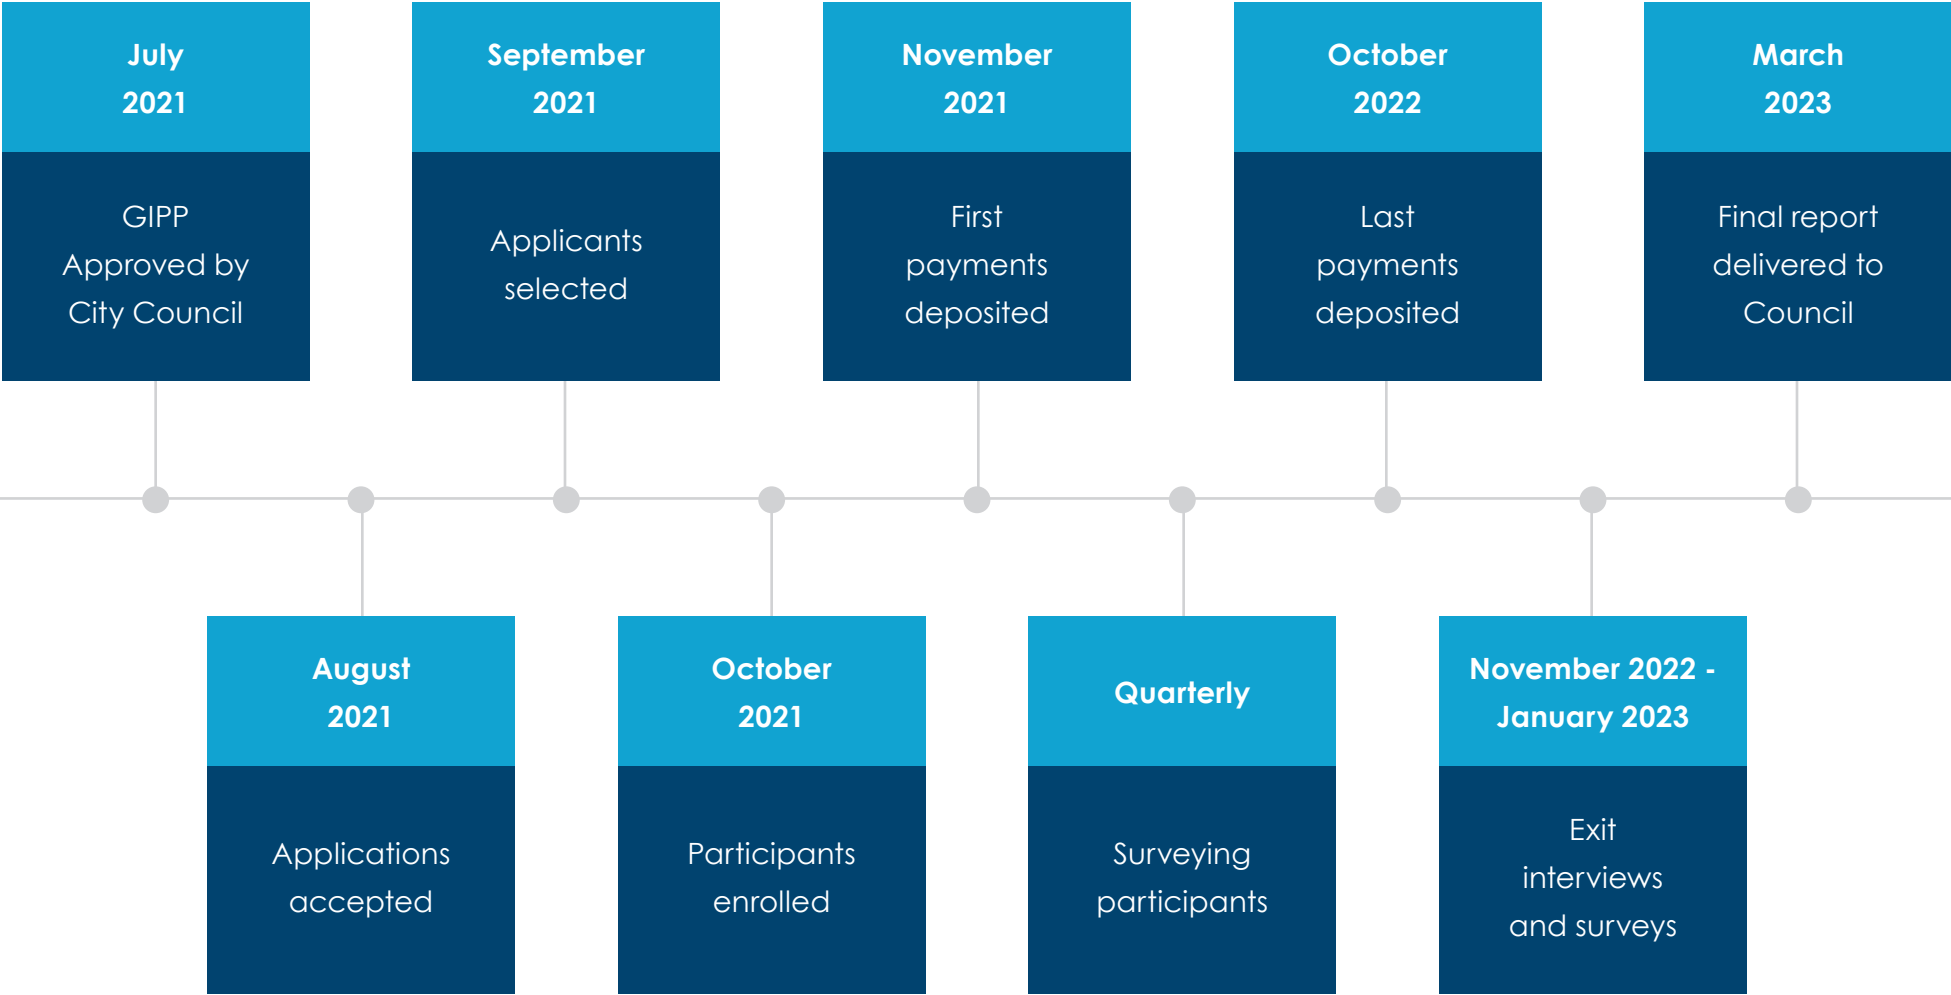 July
2021
GIPP
Approved by
City Council
August
2021
Applications
accepted
September
2021
Applicants
selected
October
2021
Participants
enrolled
November
2021
First
payments
deposited
Quarterly
Surveying
participants
October
2022
Last
payments
deposited
November 2022 -
January 2023
Exit
interviews
and surveys
March
2023
Final report
delivered to
Council